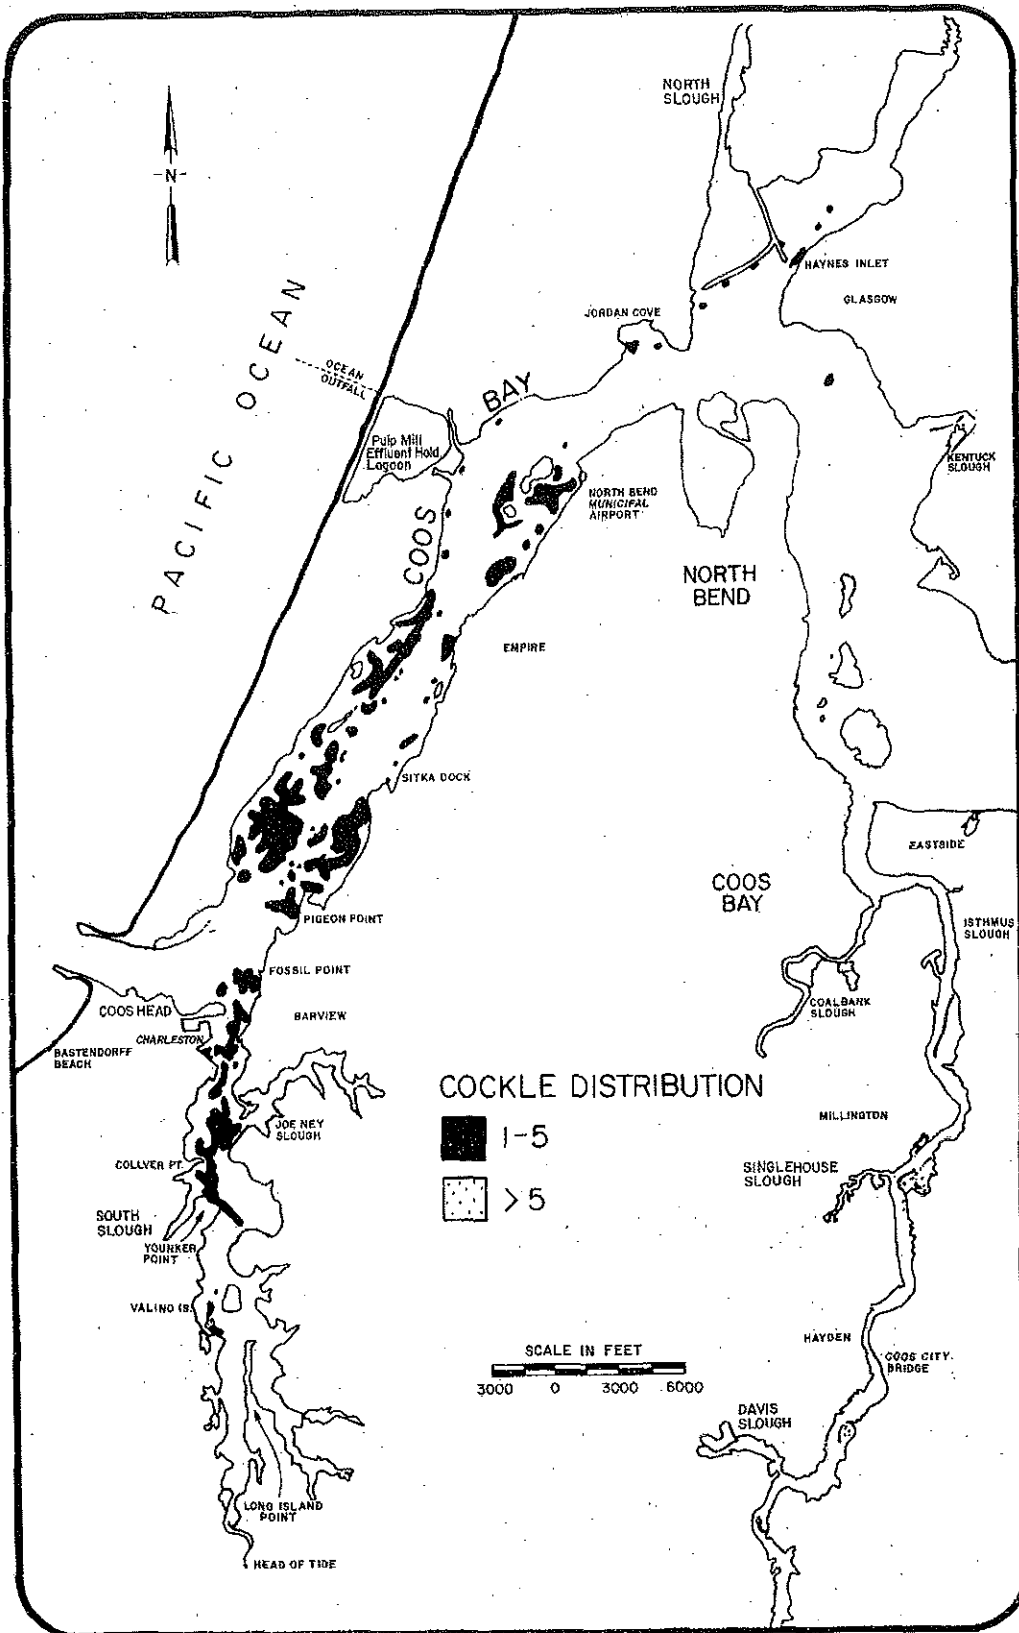 NORTH
SLOUGH
-N-
HAYNES INLET
GLASGOW
JORDAN COVE
PACIFIC OCEAN
OCEAN
OUTFALL
BAY
Pulp Mill
Effluent Hold
Lagoon
KENTUCK
SLOUGH
NORTH BEND
MUNICIPAL
AIRPORT
COOS
NORTH
BEND
EMPIRE
SITKA DOCK
EASTSIDE
COOS
BAY
PIGEON POINT
ISTHMUS
SLOUGH
FOSSIL POINT
COOS HEAD
BARVIEW
COALBANK
SLOUGH
CHARLESTON
BASTENDORFF
BEACH
COCKLE DISTRIBUTION
1-5
>5
JOE NEY
SLOUGH
MILLINGTON
COLLVER PT.
SINGLEHOUSE
SLOUGH
SOUTH
SLOUGH
YOUNKER
POINT
VALINO IS.
HAYDEN
COOS CITY
BRIDGE
SCALE IN FEET
3000 0 3000 6000
DAVIS
SLOUGH
LONG ISLAND
POINT
HEAD OF TIDE